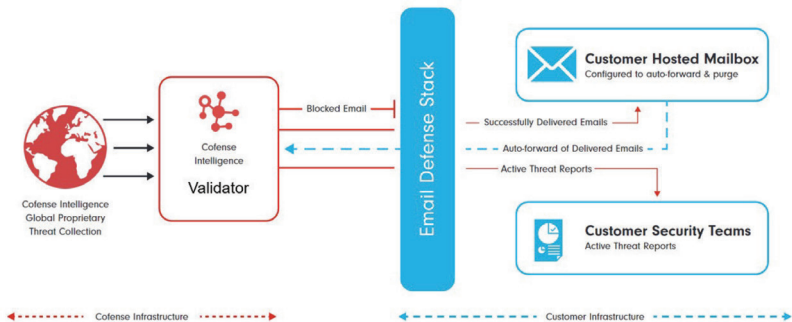 Cofense Intelligence
Global Proprietary
Threat Collection
Cofense
Intelligence
Validator
Blocked Email
Email Defense Stack
Customer Hosted Mailbox
Configured to auto-forward & purge
Successfully Delivered Emails
Auto-forward of Delivered Emails
Active Threat Reports
Customer Security Teams
Active Threat Reports
Cofense Infrastructure
Customer Infrastructure